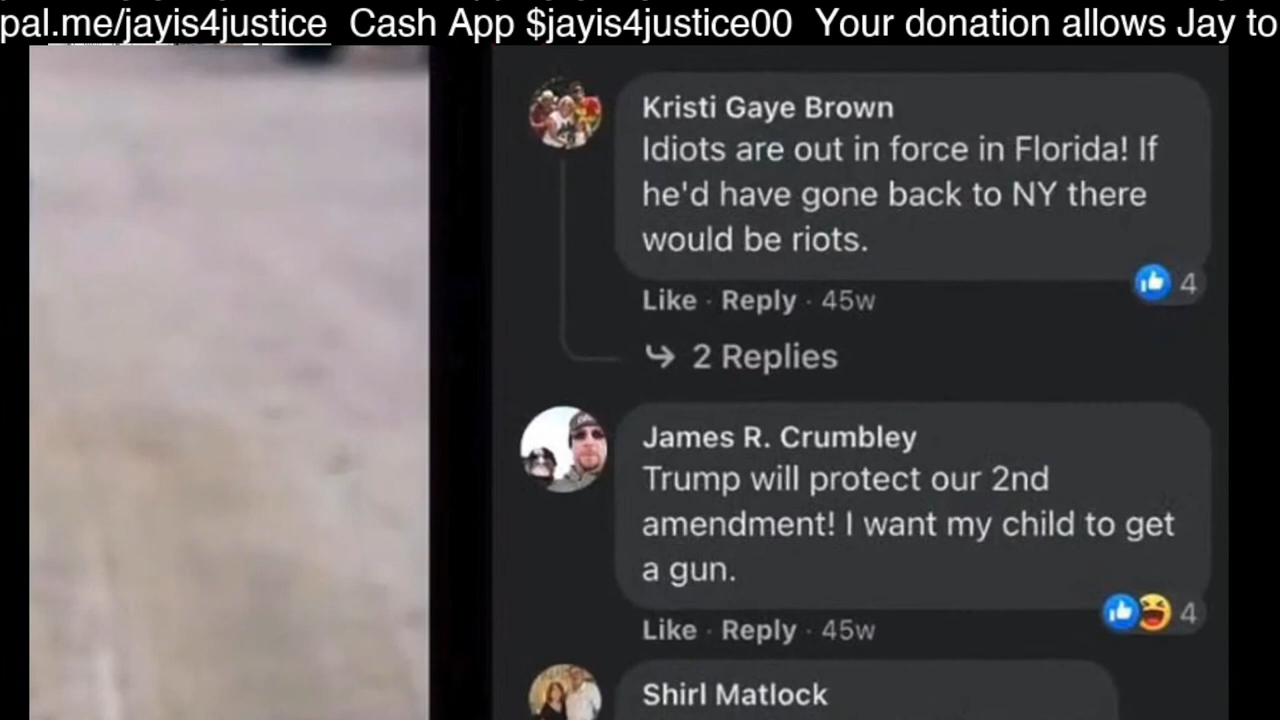 pal.me/jayis4justice Cash App $jayis4justice00 Your donation allows Jay to
Kristi Gaye Brown
Idiots are out in force in Florida! If
he'd have gone back to NY there
would be riots.
4
Like · Reply · 45w
2 Replies
James R. Crumbley
Trump will protect our 2nd
amendment! I want my child to get
a gun.
4
Like · Reply · 45w
Shirl Matlock